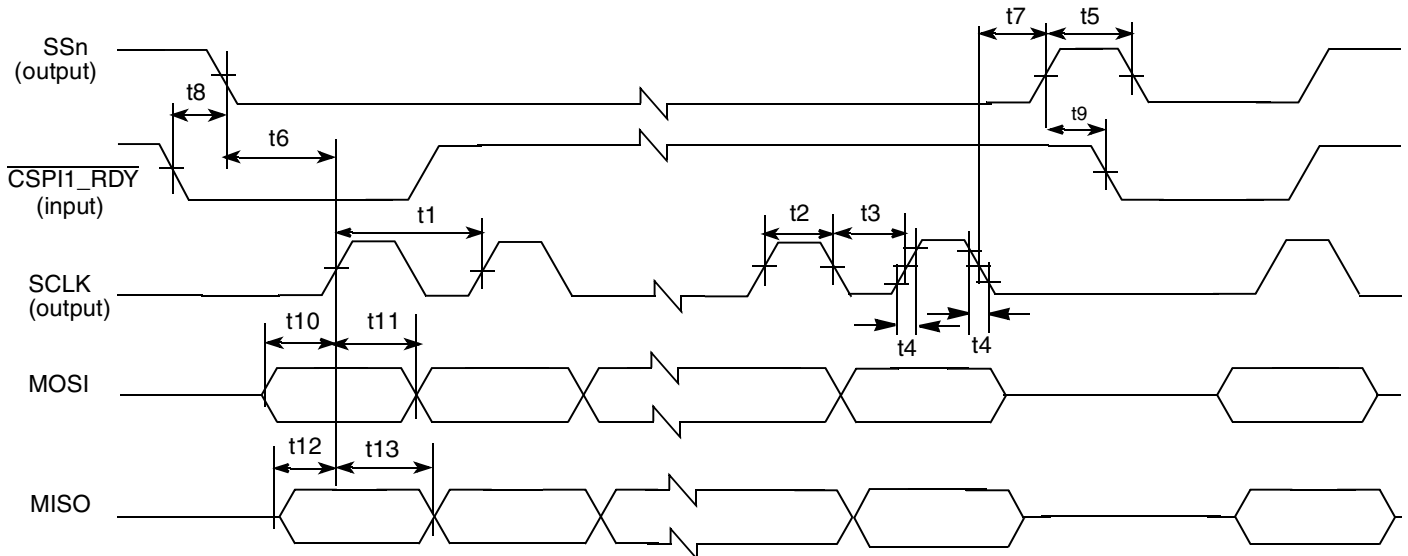 t7
t5
SSn
(output)
t8
t9
t6
CSPI1_RDY
(input)
t1
t2
t3
SCLK
(output)
t10
t11
t4
t4
MOSI
t12
t13
MISO